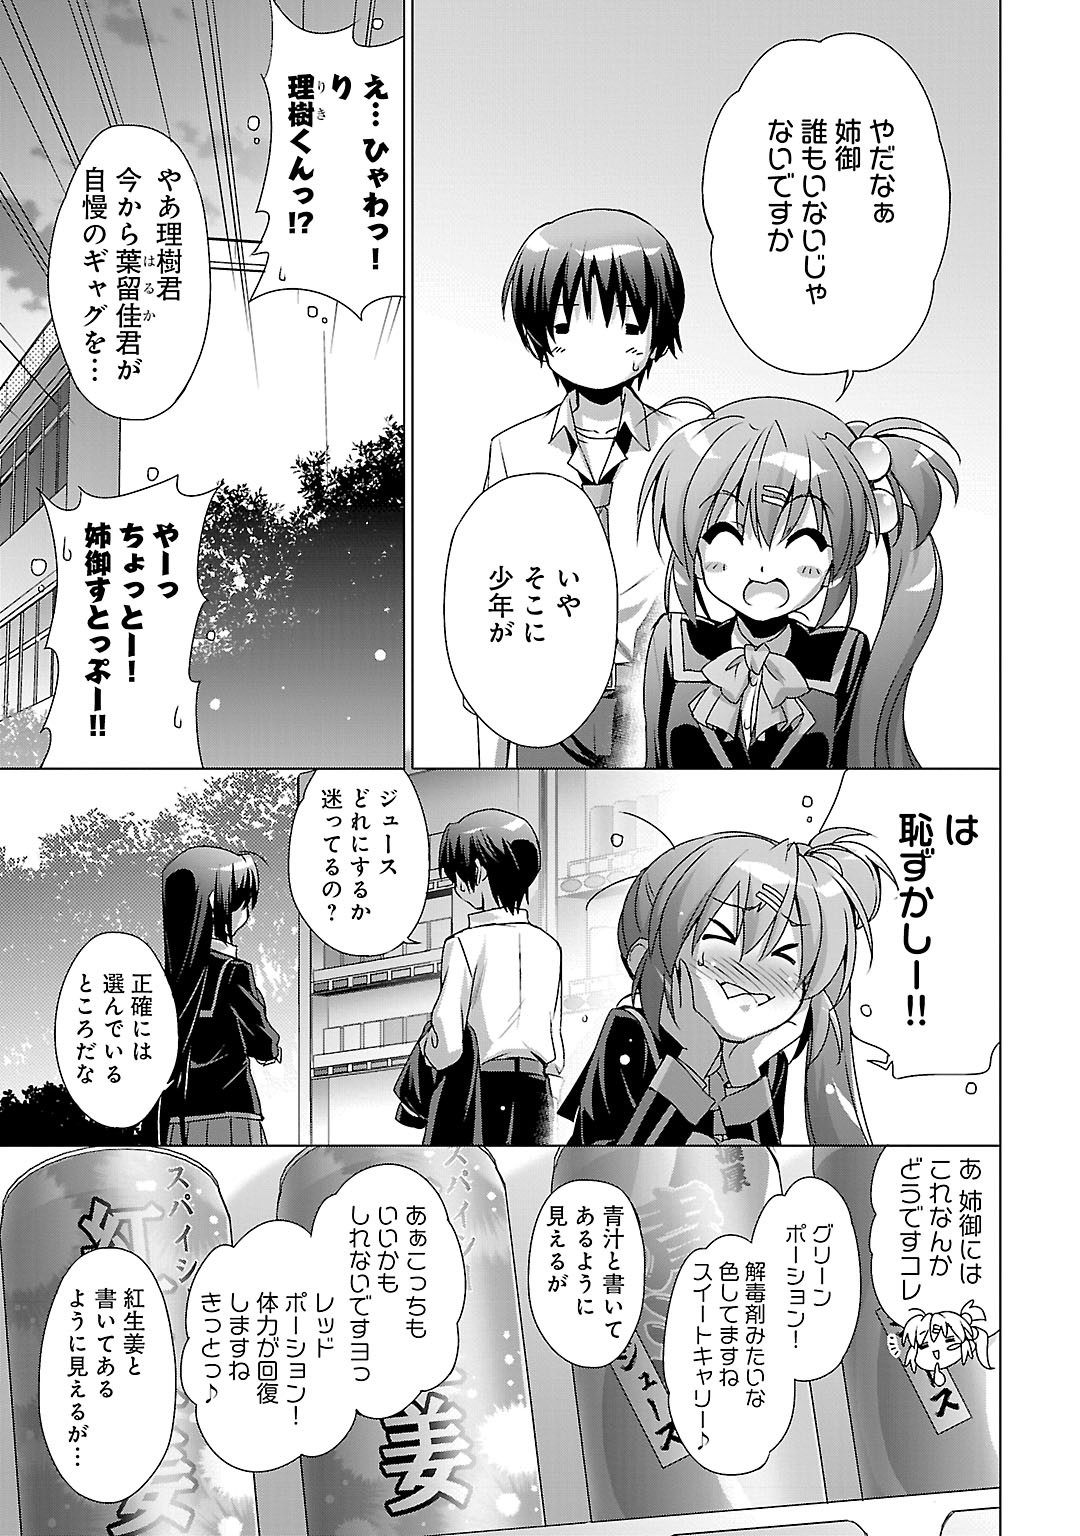 やだなぁ
姉御
誰もいないじゃ
ないですか
いや
そこに
少年が
え…ひゃわっ!
り
理樹くんっ!?
りき
やあ理樹君
今から葉留佳君が
はるか
自慢のギャグを…
やーっ
ちょっとー!
姉御すとっぷー!!
は
恥ずかしー!!
ジュース
どれにするか
迷ってるの?
正確には
選んでいる
ところだな
あ 姉御には
これなんか
どうですコレ
グリーン
ポーション!
解毒剤みたいな
色してますね
スイートキャリー♪
青汁と書いて
あるように
見えるが
濃厚
ジュース
ス
ああこっちも
いいかも
しれないですヨっ
レッド
ポーション!
体力が回復
しますね
きっとっ♪
紅生姜と
書いてある
ように見えるが…
スパイシ
姜
スパイシ
紅
姜